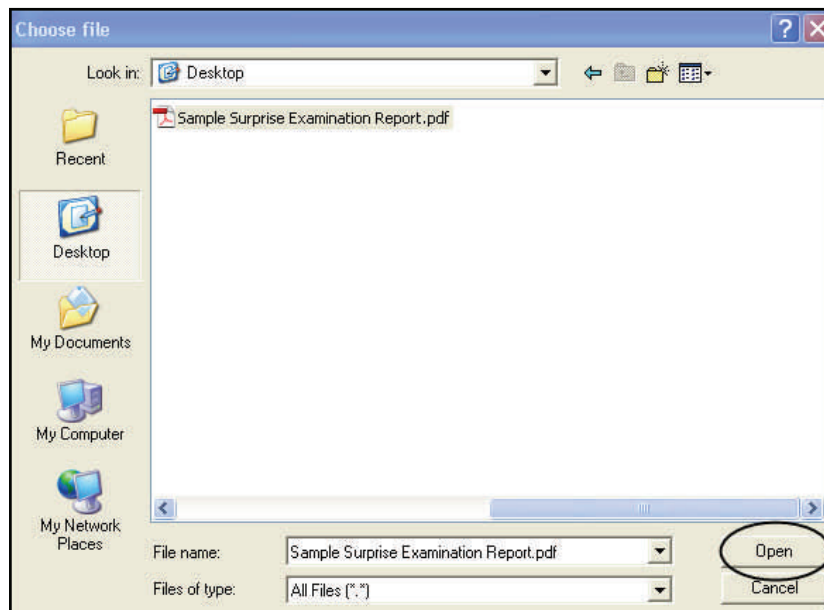 Choose file
Look in:
Desktop
Sample Surprise Examination Report.pdf
Recent
Desktop
My Documents
My Computer
My Network
Places
File name:
Sample Surprise Examination Report.pdf
Open
Files of type:
All Files (*.*)
Cancel